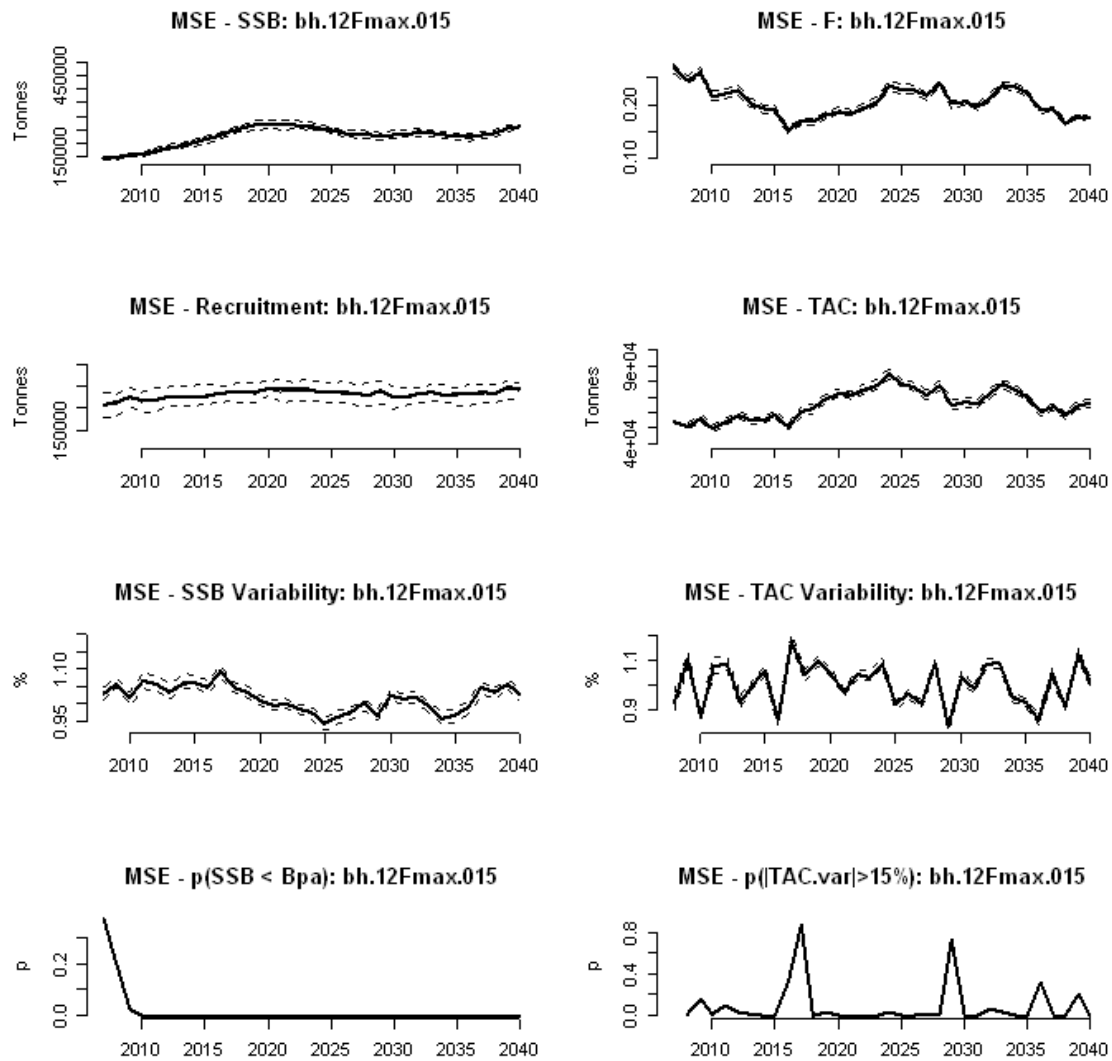 MSE - SSB: bh.12Fmax.015
Tonnes
150000 450000
2010 2015 2020 2025 2030 2035 2040
MSE - F: bh.12Fmax.015
0.10 0.20
2010 2015 2020 2025 2030 2035 2040
MSE - Recruitment: bh.12Fmax.015
Tonnes
150000
2010 2015 2020 2025 2030 2035 2040
MSE - TAC: bh.12Fmax.015
Tonnes
4e+04 9e+04
2010 2015 2020 2025 2030 2035 2040
MSE - SSB Variability: bh.12Fmax.015
%
0.95 1.10
2010 2015 2020 2025 2030 2035 2040
MSE - TAC Variability: bh.12Fmax.015
%
0.9 1.1
2010 2015 2020 2025 2030 2035 2040
MSE - p(SSB < Bpa): bh.12Fmax.015
p
0.0 0.2
2010 2015 2020 2025 2030 2035 2040
MSE - p(|TAC.var|>15%): bh.12Fmax.015
p
0.0 0.4 0.8
2010 2015 2020 2025 2030 2035 2040